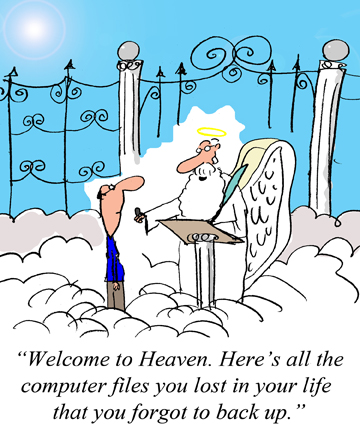 “Welcome to Heaven. Here’s all the
computer files you lost in your life
that you forgot to back up.”